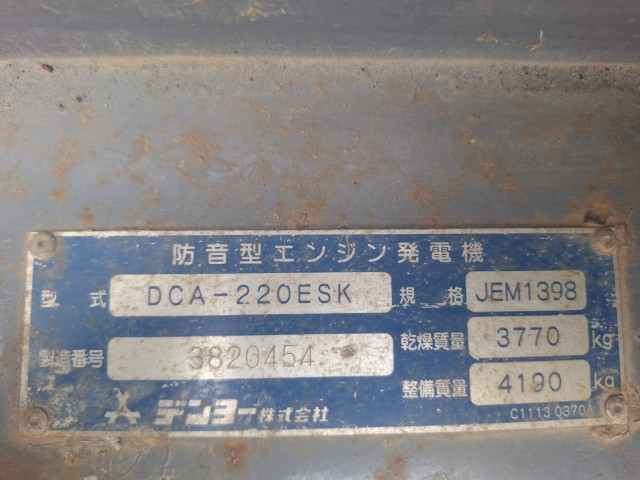 防音型エンジン発電機
型式 DCA-220ESK 規格 JEM1398
製造番号 3820454 乾燥質量 3770 kg
整備質量 4190 kg
デンヨー株式会社 C1113 0370A